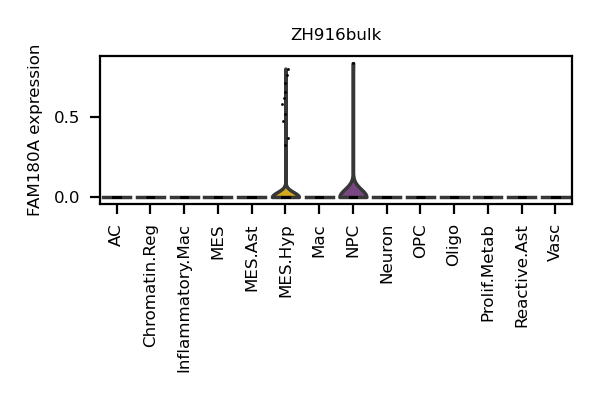 ZH916bulk
FAM180A expression
0.5
0.0
AC
Chromatin.Reg
Inflammatory.Mac
MES
MES.Ast
MES.Hyp
Mac
NPC
Neuron
OPC
Oligo
Prolif.Metab
Reactive.Ast
Vasc